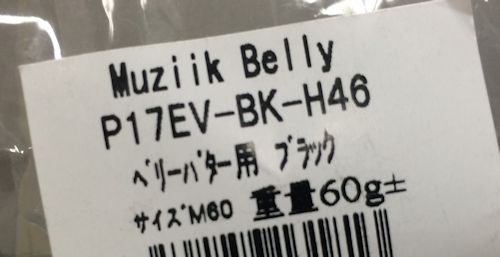 Muziik Belly
P17EV-BK-H46
ﾍﾞﾘｰﾊﾟﾀｰ用 ﾌﾞﾗｯｸ
ｻｲｽﾞM60 重量60g±